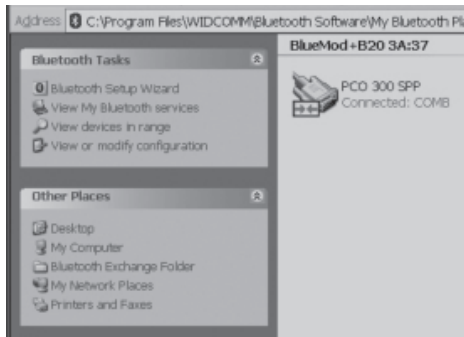 Address C:\Program Files\WIDCOMM\Bluetooth Software\My Bluetooth Pla
BlueMod+B20 3A:37
Bluetooth Tasks
Bluetooth Setup Wizard
View My Bluetooth services
View devices in range
View or modify configuration
PCO 300 SPP
Connected: COM8
Other Places
Desktop
My Computer
Bluetooth Exchange Folder
My Network Places
Printers and Faxes